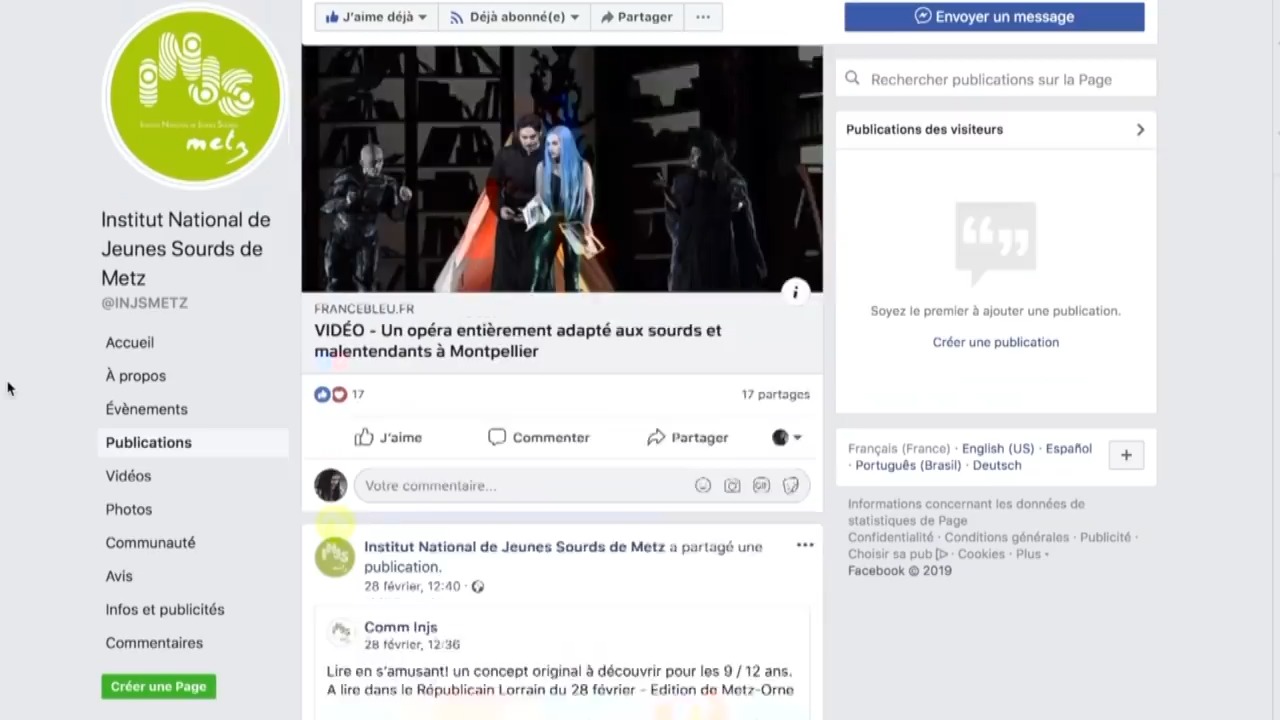 J'aime déjà
Déjà abonné(e)
Partager
Envoyer un message
INJS
Institut National de Jeunes Sourds
metz
Institut National de
Jeunes Sourds de
Metz
@INJSMETZ
Accueil
À propos
Évènements
Publications
Vidéos
Photos
Communauté
Avis
Infos et publicités
Commentaires
Créer une Page
FRANCEBLEU.FR
VIDÉO - Un opéra entièrement adapté aux sourds et
malentendants à Montpellier
17
17 partages
J'aime
Commenter
Partager
Votre commentaire...
GIF
Institut National de Jeunes Sourds de Metz a partagé une
publication.
28 février, 12:40 ·
Comm Injs
28 février, 12:36
Lire en s'amusant! un concept original à découvrir pour les 9 / 12 ans.
A lire dans le Républicain Lorrain du 28 février - Edition de Metz-Orne
Rechercher publications sur la Page
Publications des visiteurs
Soyez le premier à ajouter une publication.
Créer une publication
Français (France) · English (US) · Español
· Português (Brasil) · Deutsch
Informations concernant les données de
statistiques de Page
Confidentialité · Conditions générales · Publicité ·
Choisir sa pub · Cookies · Plus
Facebook © 2019